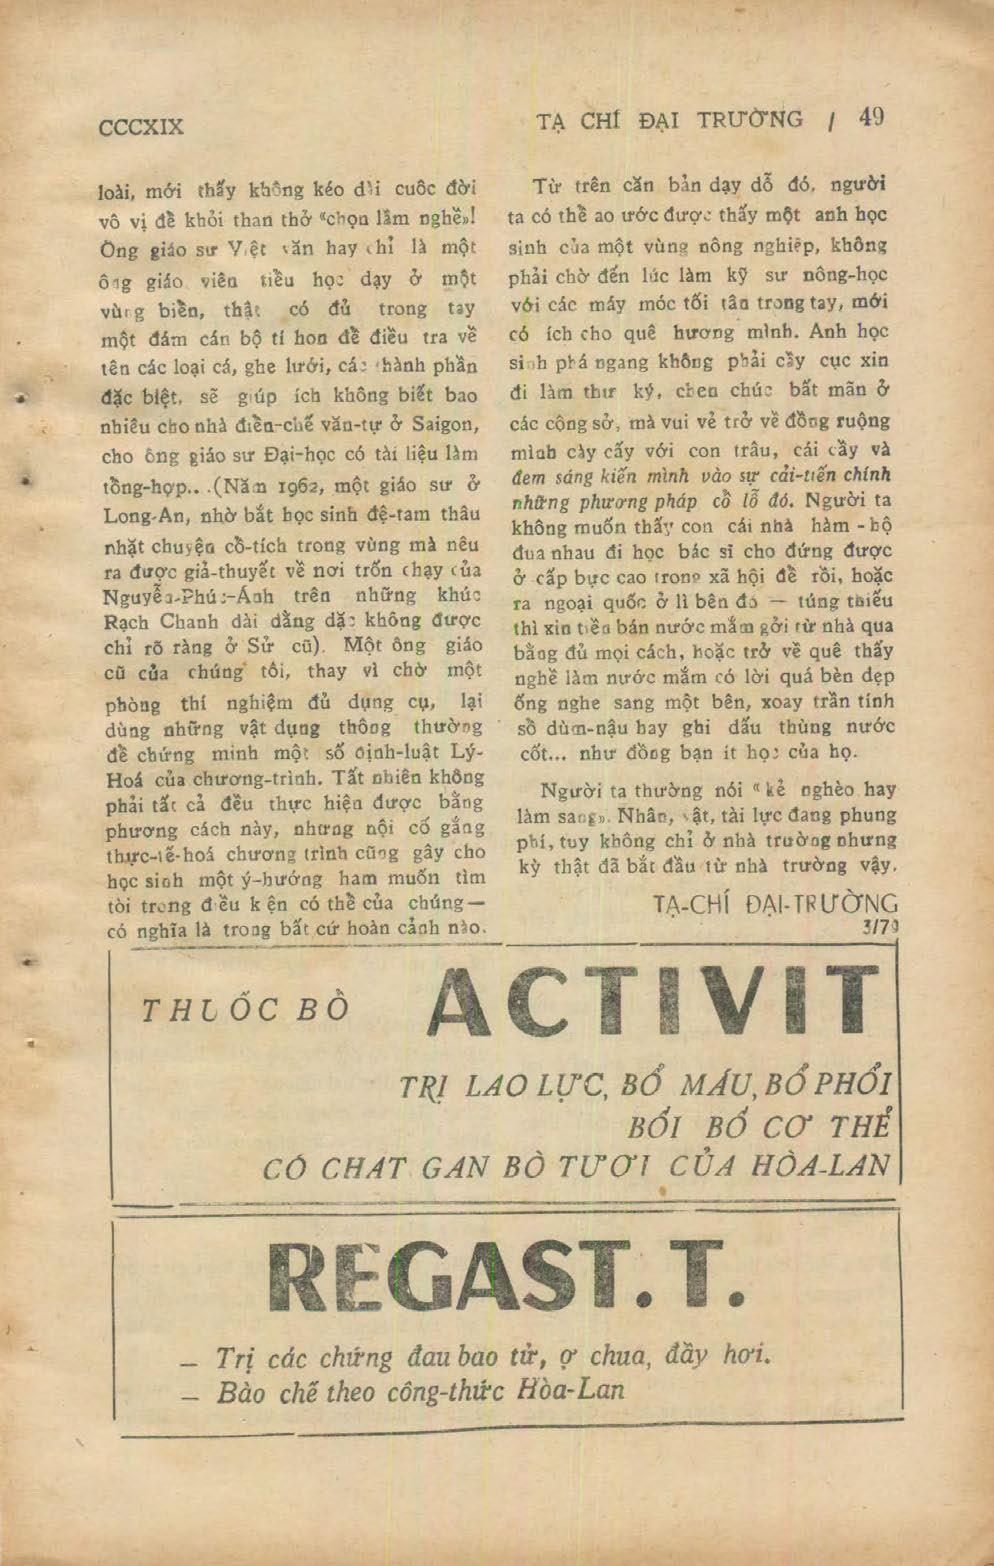 CCCXIX
TẠ CHÍ ĐẠI TRƯỜNG / 49
loài, mới thấy không kéo dài cuôc đời
vô vị để khỏi than thở «chọn lầm nghề»!
Ông giáo sư Việt văn hay chỉ là một
ông giáo viên tiểu học dạy ở một
vùng biển, thật có đủ trong tay
một đám cán bộ tí hon để điều tra về
tên các loại cá, ghe lưới, các thành phần
đặc biệt, sẽ giúp ích không biết bao
nhiêu cho nhà điển-chế văn-tự ở Saigon,
cho ông giáo sư Đại-học có tài liệu làm
tổng-hợp.. .(Năm 1962, một giáo sư ở
Long-An, nhờ bắt học sinh đệ-tam thâu
nhặt chuyện cồ-tích trong vùng mà nêu
ra được giả-thuyết về nơi trốn chạy của
Nguyễn-Phúc-Ánh trên những khúc
Rạch Chanh dài dằng dặc không được
chỉ rõ ràng ở Sử cũ). Một ông giáo
cũ của chúng tôi, thay vì chờ một
phòng thí nghiệm đủ dụng cụ, lại
dùng những vật dụng thông thường
để chứng minh một số định-luật Lý-
Hoá của chương-trình. Tất nhiên không
phải tất cả đều thực hiện được bằng
phương cách này, nhưng nội cố gắng
thực-tế-hoá chương trình cũng gây cho
học sinh một ý-hướng ham muốn tìm
tòi trong điều kiện có thể của chúng—
có nghĩa là trong bất cứ hoàn cảnh nào.
Từ trên căn bản dạy dỗ đó, người
ta có thể ao ước được thấy một anh học
sinh của một vùng nông nghiệp, không
phải chờ đến lúc làm kỹ sư nông-học
với các máy móc tối tân trong tay, mới
có ích cho quê hương mình. Anh học
sinh phá ngang không phải cầy cục xin
đi làm thư ký, chen chúc bất mãn ở
các cộng sở, mà vui vẻ trở về đồng ruộng
mình cày cấy với con trâu, cái cầy và
đem sáng kiến mình vào sự cải-tiến chính
những phương pháp cồ lỗ đó. Người ta
không muốn thấy con cái nhà hàm - hộ
đua nhau đi học bác sĩ cho đứng được
ở cấp bực cao trong xã hội để rồi, hoặc
ra ngoại quốc ở lì bên đó — túng thiếu
thì xin tiền bán nước mắm gởi từ nhà qua
bằng đủ mọi cách, hoặc trở về quê thấy
nghề làm nước mắm có lời quá bèn dẹp
ống nghe sang một bên, xoay trần tính
sồ dùm-nậu hay ghi dấu thùng nước
cốt... như đồng bạn ít học của họ.
Người ta thường nói «kẻ nghèo hay
làm sang». Nhân, vật, tài lực đang phung
phí, tuy không chỉ ở nhà trường nhưng
kỳ thật đã bắt đầu từ nhà trường vậy.
TẠ-CHÍ ĐẠI-TRƯỜNG
3/70
THUỐC BỔ ACTIVIT
TRỊ LAO LỰC, BỔ MÁU, BỔ PHỔI
BỔI BỔ CƠ THỂ
CÓ CHAT GAN BÒ TƯƠI CỦA HÒA-LAN
REGAST. T.
— Trị các chứng đau bao tử, ợ chua, đầy hơi.
— Bào chế theo công-thức Hòa-Lan